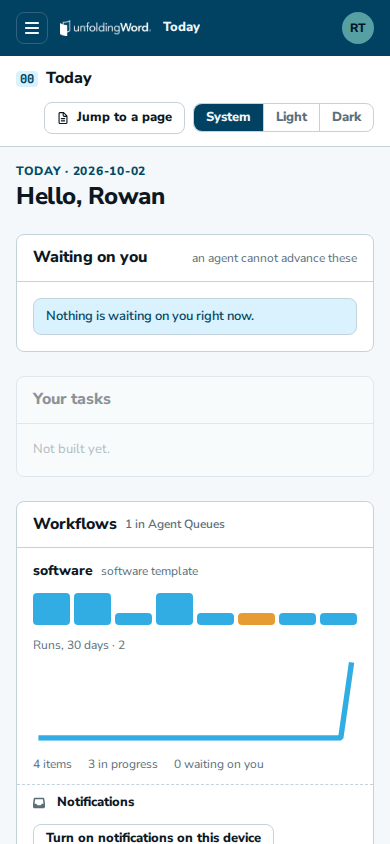 unfoldingWord. Today
RT
00 Today
Jump to a page
System Light Dark
TODAY · 2026-10-02
Hello, Rowan
Waiting on you an agent cannot advance these
Nothing is waiting on you right now.
Your tasks
Not built yet.
Workflows 1 in Agent Queues
software software template
Runs, 30 days · 2
4 items 3 in progress 0 waiting on you
Notifications
Turn on notifications on this device